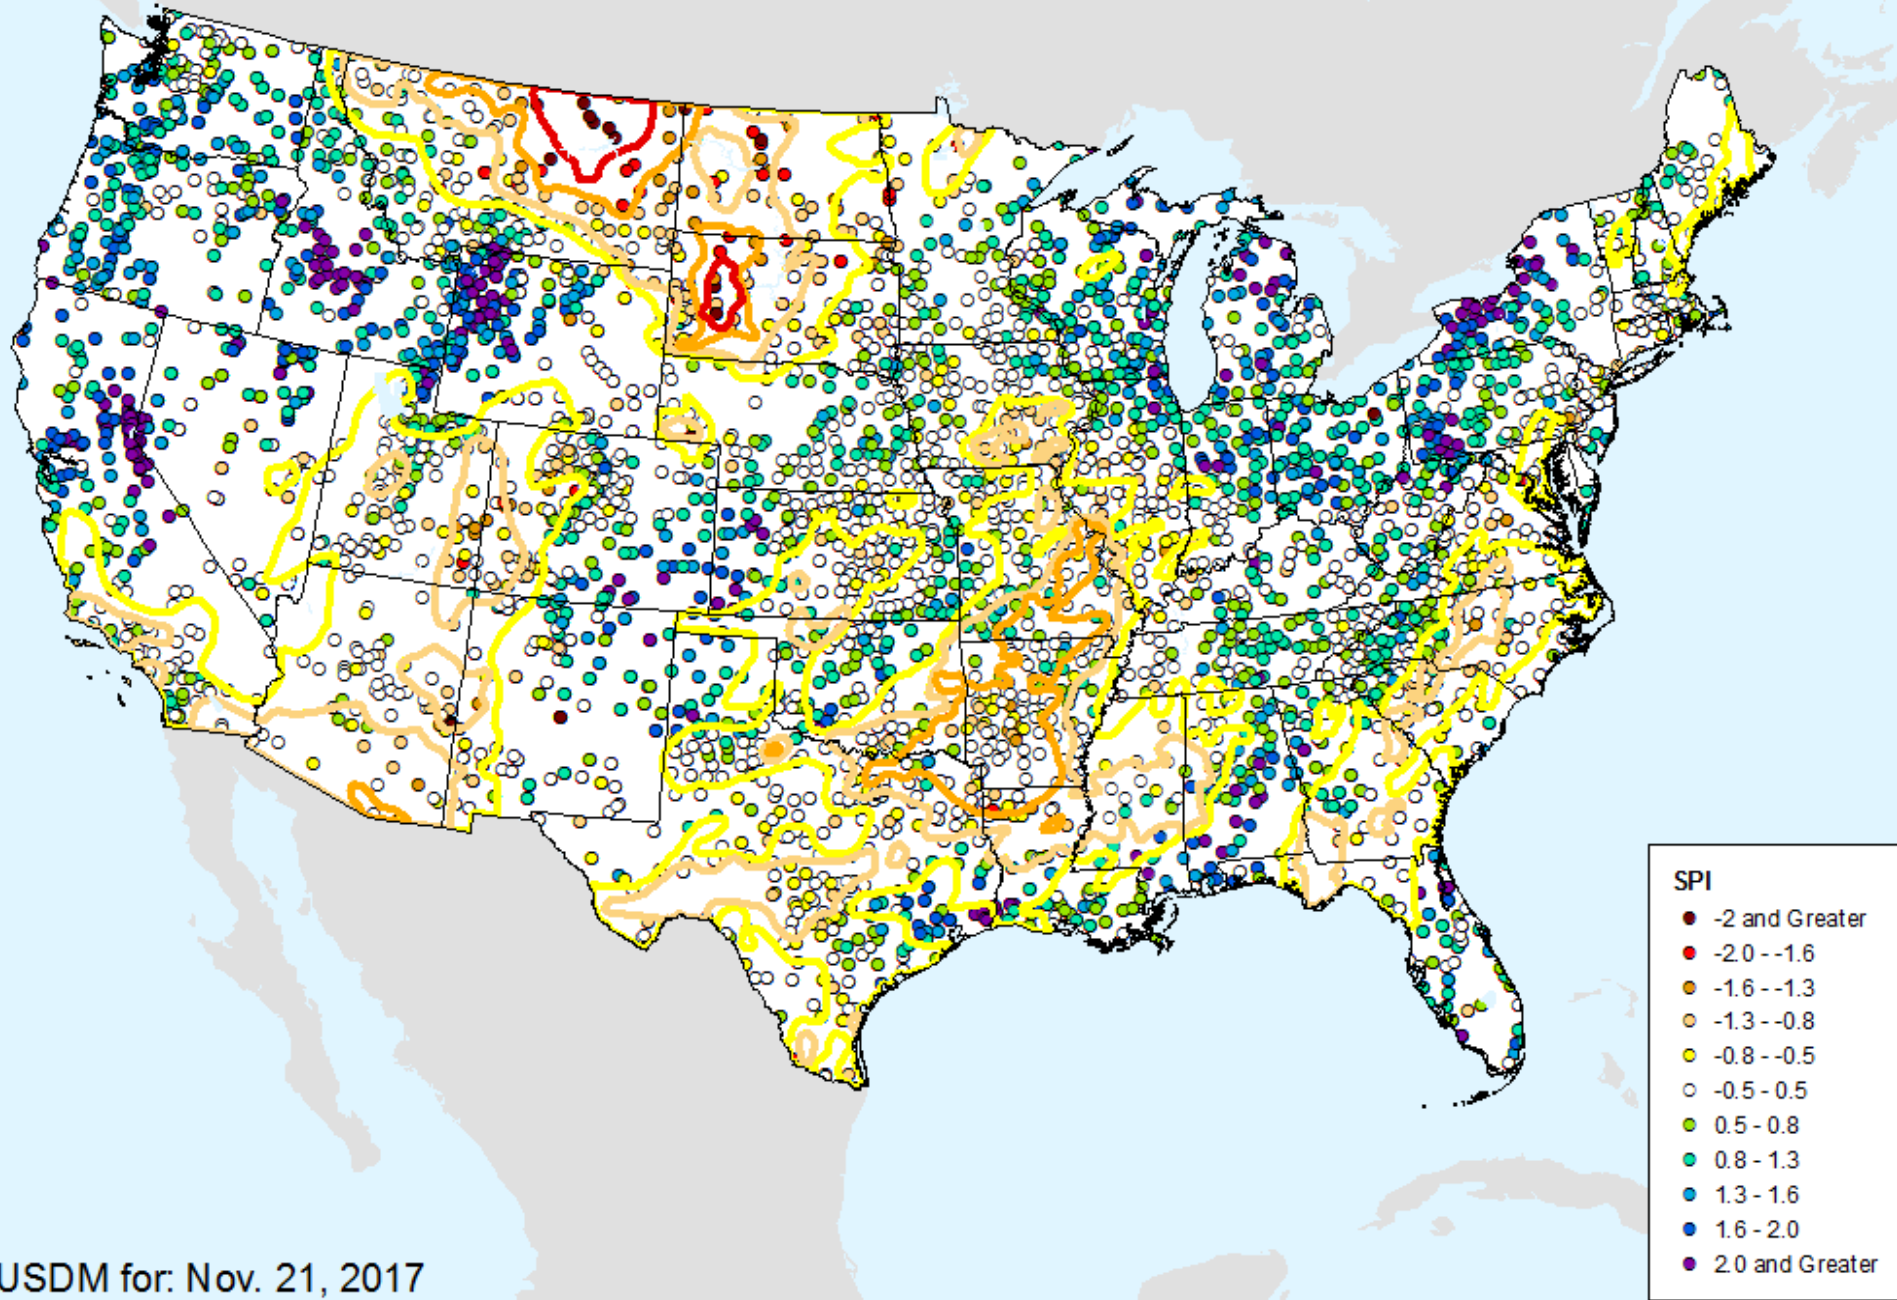 SPI
-2 and Greater
-2.0 - -1.6
-1.6 - -1.3
-1.3 - -0.8
-0.8 - -0.5
-0.5 - 0.5
0.5 - 0.8
0.8 - 1.3
1.3 - 1.6
1.6 - 2.0
2.0 and Greater
USDM for: Nov. 21, 2017